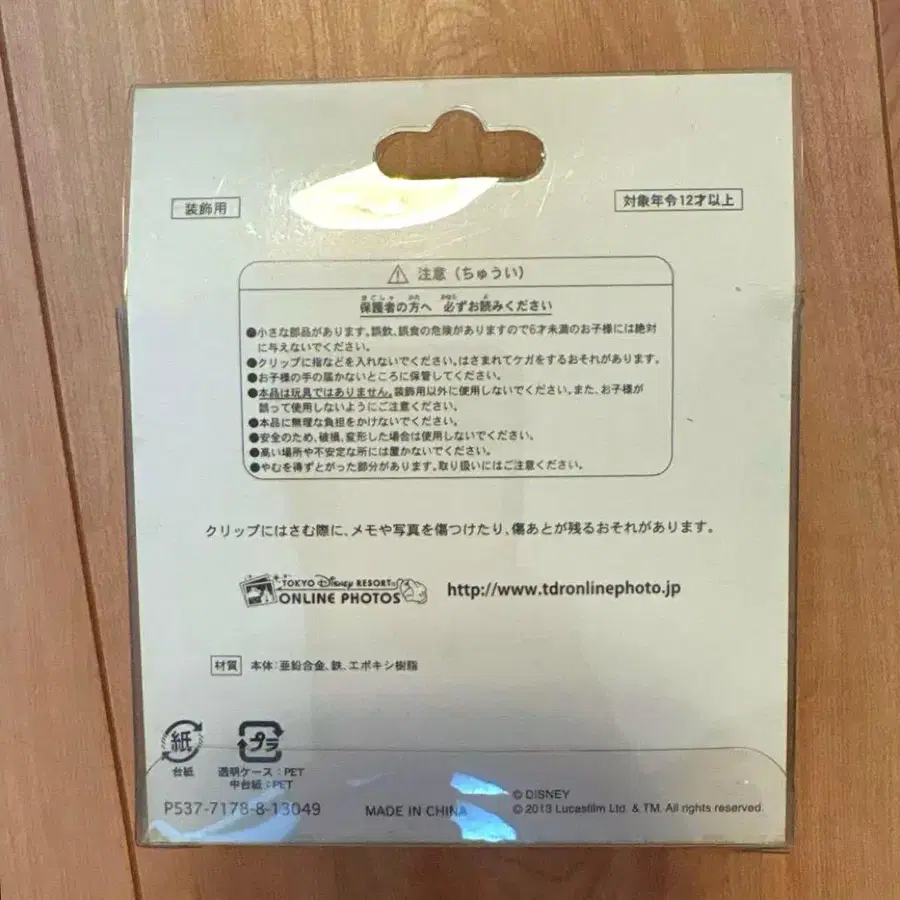 装飾用
対象年令12才以上
注意（ちゅうい）
ほごしゃ かた かなら よ
保護者の方へ 必ずお読みください
●小さな部品があります。誤飲、誤食の危険がありますので6才未満のお子様には絶対
に与えないでください。
●クリップに指などを入れないでください。はさまれてケガをするおそれがあります。
●お子様の手の届かないところに保管してください。
●本品は玩具ではありません。装飾用以外に使用しないでください。また、お子様が
誤って使用しないようにご注意ください。
●本品に無理な負担をかけないでください。
●安全のため、破損、変形した場合は使用しないでください。
●高い場所や不安定な所には置かないでください。
●やむを得ずとがった部分があります。取り扱いにはご注意ください。
クリップにはさむ際に、メモや写真を傷つけたり、傷あとが残るおそれがあります。
TOKYO Disney RESORT
ONLINE PHOTOS
http://www.tdronlinephoto.jp
材質 本体：亜鉛合金、鉄、エポキシ樹脂
紙
プラ
台紙
透明ケース：PET
中台紙：PET
P537-7178-8-13049
MADE IN CHINA
© DISNEY
© 2013 Lucasfilm Ltd. & TM. All rights reserved.